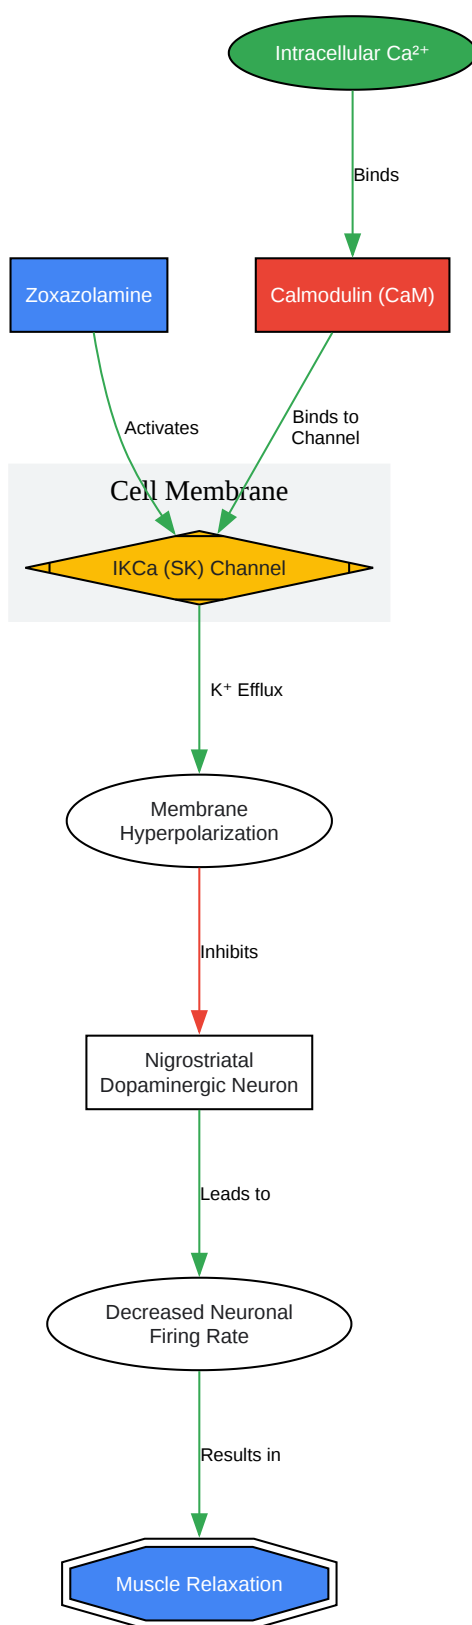 Intracellular Ca²⁺
Binds
Zoxazolamine
Calmodulin (CaM)
Activates
Binds to
Channel
Cell Membrane
IKCa (SK) Channel
K⁺ Efflux
Membrane
Hyperpolarization
Inhibits
Nigrostriatal
Dopaminergic Neuron
Leads to
Decreased Neuronal
Firing Rate
Results in
Muscle Relaxation